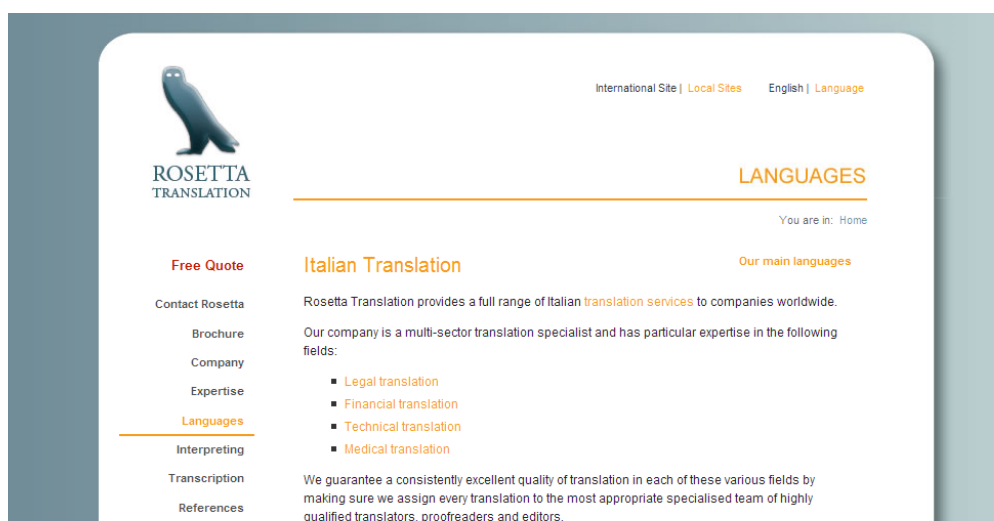 International Site | Local Sites English | Language
ROSETTA
TRANSLATION
LANGUAGES
You are in: Home
Free Quote
Contact Rosetta
Brochure
Company
Expertise
Languages
Interpreting
Transcription
References
Italian Translation
Our main languages
Rosetta Translation provides a full range of Italian translation services to companies worldwide.
Our company is a multi-sector translation specialist and has particular expertise in the following
fields:
Legal translation
Financial translation
Technical translation
Medical translation
We guarantee a consistently excellent quality of translation in each of these various fields by
making sure we assign every translation to the most appropriate specialised team of highly
qualified translators, proofreaders and editors.